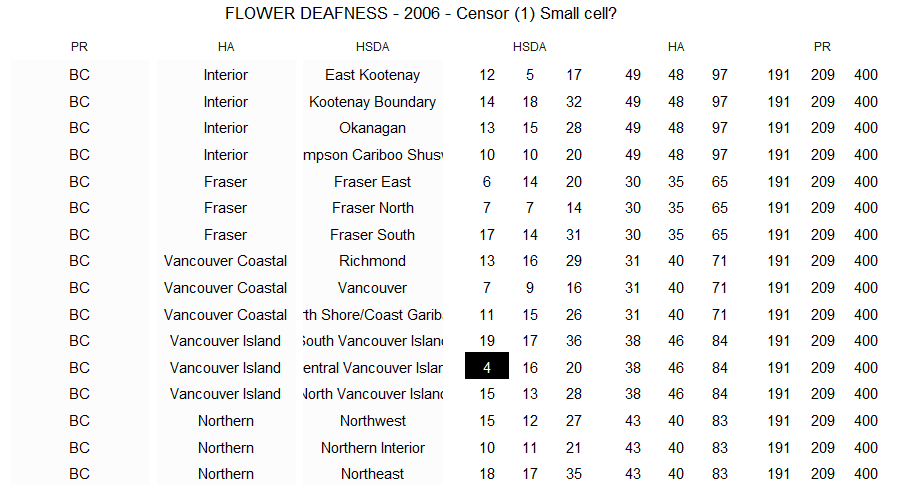 FLOWER DEAFNESS - 2006 - Censor (1) Small cell?
PR HA HSDA HSDA HA PR
BC Interior East Kootenay 12 5 17 49 48 97 191 209 400
BC Interior Kootenay Boundary 14 18 32 49 48 97 191 209 400
BC Interior Okanagan 13 15 28 49 48 97 191 209 400
BC Interior mpson Cariboo Shusw 10 10 20 49 48 97 191 209 400
BC Fraser Fraser East 6 14 20 30 35 65 191 209 400
BC Fraser Fraser North 7 7 14 30 35 65 191 209 400
BC Fraser Fraser South 17 14 31 30 35 65 191 209 400
BC Vancouver Coastal Richmond 13 16 29 31 40 71 191 209 400
BC Vancouver Coastal Vancouver 7 9 16 31 40 71 191 209 400
BC Vancouver Coastal rth Shore/Coast Gariba 11 15 26 31 40 71 191 209 400
BC Vancouver Island South Vancouver Island 19 17 36 38 46 84 191 209 400
BC Vancouver Island entral Vancouver Islan 4 16 20 38 46 84 191 209 400
BC Vancouver Island North Vancouver Island 15 13 28 38 46 84 191 209 400
BC Northern Northwest 15 12 27 43 40 83 191 209 400
BC Northern Northern Interior 10 11 21 43 40 83 191 209 400
BC Northern Northeast 18 17 35 43 40 83 191 209 400